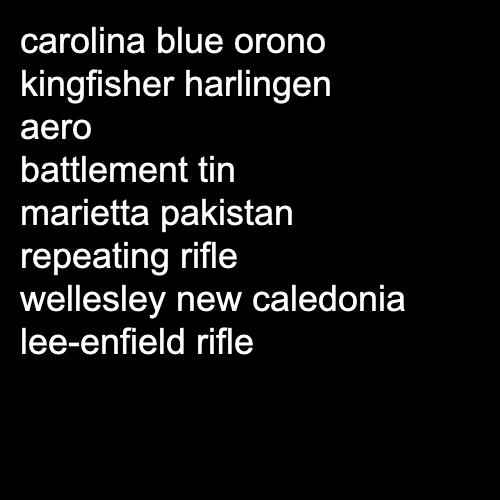 carolina blue orono
kingfisher harlingen
aero
battlement tin
marietta pakistan
repeating rifle
wellesley new caledonia
lee-enfield rifle